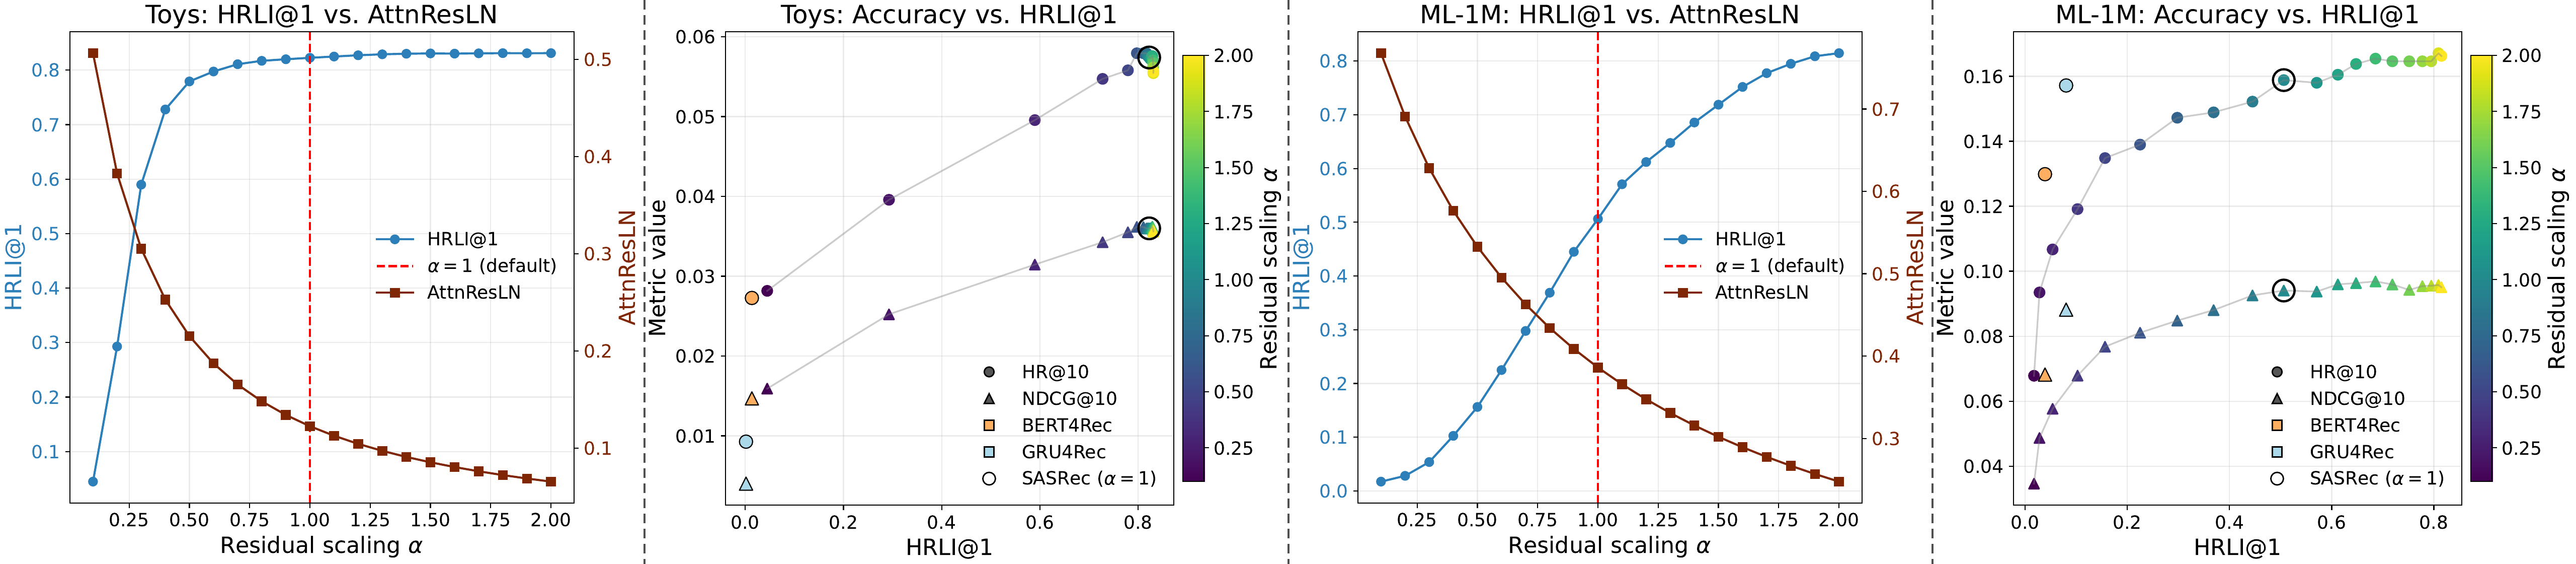 Toys: HRLI@1 vs. AttnResLN
HRLI@1
0.8
0.7
0.6
0.5
0.4
0.3
0.2
0.1
HRLI@1
α = 1 (default)
AttnResLN
0.5
0.4
0.3
0.2
0.1
AttnResLN
0.25 0.50 0.75 1.00 1.25 1.50 1.75 2.00
Residual scaling α
Toys: Accuracy vs. HRLI@1
Metric value
0.06
0.05
0.04
0.03
0.02
0.01
HR@10
NDCG@10
BERT4Rec
GRU4Rec
SASRec (α = 1)
0.0 0.2 0.4 0.6 0.8
HRLI@1
2.00
1.75
1.50
1.25
1.00
0.75
0.50
0.25
Residual scaling α
ML-1M: HRLI@1 vs. AttnResLN
HRLI@1
0.8
0.7
0.6
0.5
0.4
0.3
0.2
0.1
0.0
HRLI@1
α = 1 (default)
AttnResLN
0.7
0.6
0.5
0.4
0.3
AttnResLN
0.25 0.50 0.75 1.00 1.25 1.50 1.75 2.00
Residual scaling α
ML-1M: Accuracy vs. HRLI@1
Metric value
0.16
0.14
0.12
0.10
0.08
0.06
0.04
HR@10
NDCG@10
BERT4Rec
GRU4Rec
SASRec (α = 1)
0.0 0.2 0.4 0.6 0.8
HRLI@1
2.00
1.75
1.50
1.25
1.00
0.75
0.50
0.25
Residual scaling α